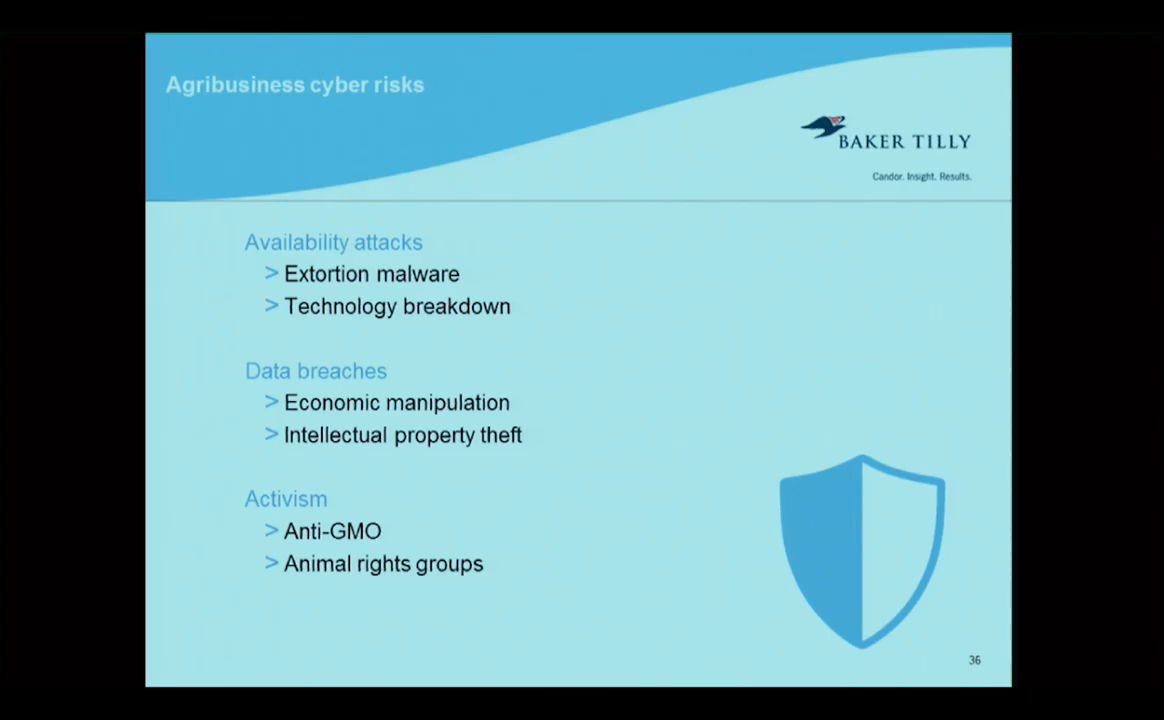 Agribusiness cyber risks
BAKER TILLY
Candor. Insight. Results.
Availability attacks
> Extortion malware
> Technology breakdown
Data breaches
> Economic manipulation
> Intellectual property theft
Activism
> Anti-GMO
> Animal rights groups
36